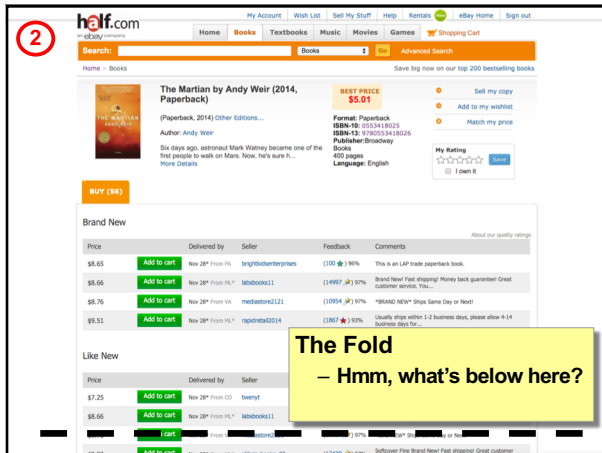 2
half.com
an ebay company
My Account Wish List Sell My Stuff Help Rentals eBay Home Sign out
Home Books Textbooks Music Movies Games Shopping Cart
Search: Books Go Advanced Search
Home > Books Save big now on our top 200 bestselling books
THE MARTIAN
ANDY WEIR
The Martian by Andy Weir (2014, Paperback)
(Paperback, 2014) Other Editions...
Author: Andy Weir
Six days ago, astronaut Mark Watney became one of the
first people to walk on Mars. Now, he's sure h...
More Details
BEST PRICE
$5.01
Format: Paperback
ISBN-10: 0553418025
ISBN-13: 9780553418026
Publisher:Broadway
Books
400 pages
Language: English
Sell my copy
Add to my wishlist
Match my price
My Rating
Save
I own it
BUY (56)
Brand New
About our quality ratings
Price Delivered by Seller Feedback Comments
$8.65 Add to cart Nov 28* From PA brightkidsenterprises (100) 96% This is an LAP trade paperback book.
$8.66 Add to cart Nov 28* From ML* labsbooks11 (14997) 97% Brand New! Fast shipping! Money back guarantee! Great
customer service. You...
$8.76 Add to cart Nov 28* From VA mediastore2121 (10954) 97% *BRAND NEW* Ships Same Day or Next!
$9.51 Add to cart Nov 28* From ML* rapidretail2014 (1867) 93% Usually ships within 1-2 business days, please allow 4-14
business days for...
Like New
Price Delivered by Seller
$7.25 Add to cart Nov 28* From CO twenyt
$8.66 Add to cart Nov 28* From ML* labsbooks11
The Fold
– Hmm, what's below here?